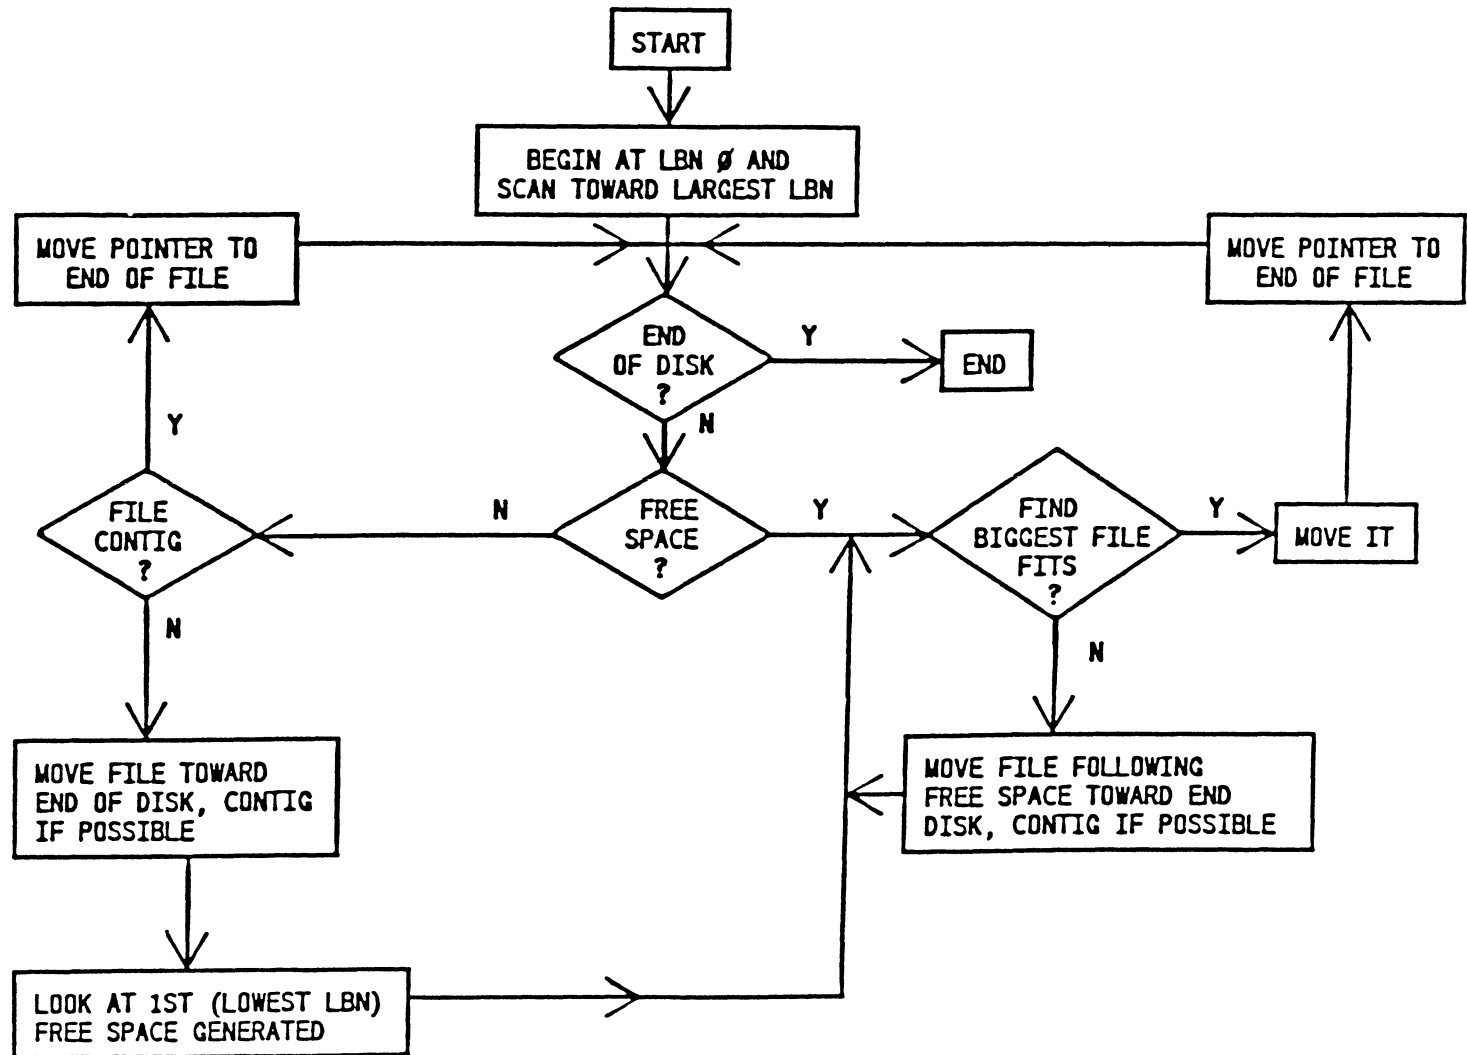 START
BEGIN AT LBN Ø AND
SCAN TOWARD LARGEST LBN
MOVE POINTER TO
END OF FILE
MOVE POINTER TO
END OF FILE
END
OF DISK
?
Y
END
N
Y
FILE
CONTIG
?
N
FREE
SPACE
?
Y
FIND
BIGGEST FILE
FITS
?
Y
MOVE IT
N
N
MOVE FILE TOWARD
END OF DISK, CONTIG
IF POSSIBLE
MOVE FILE FOLLOWING
FREE SPACE TOWARD END
DISK, CONTIG IF POSSIBLE
LOOK AT 1ST (LOWEST LBN)
FREE SPACE GENERATED